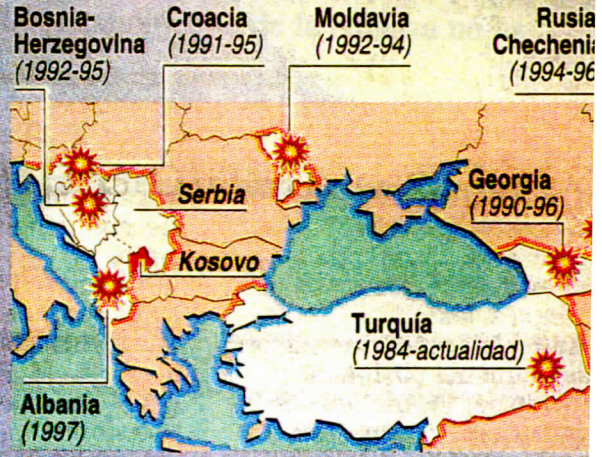 Bosnia-
Herzegovina
(1992-95)
Croacia
(1991-95)
Moldavia
(1992-94)
Rusia
Chechenia
(1994-96
Serbia
Kosovo
Georgia
(1990-96)
Turquía
(1984-actualidad)
Albania
(1997)